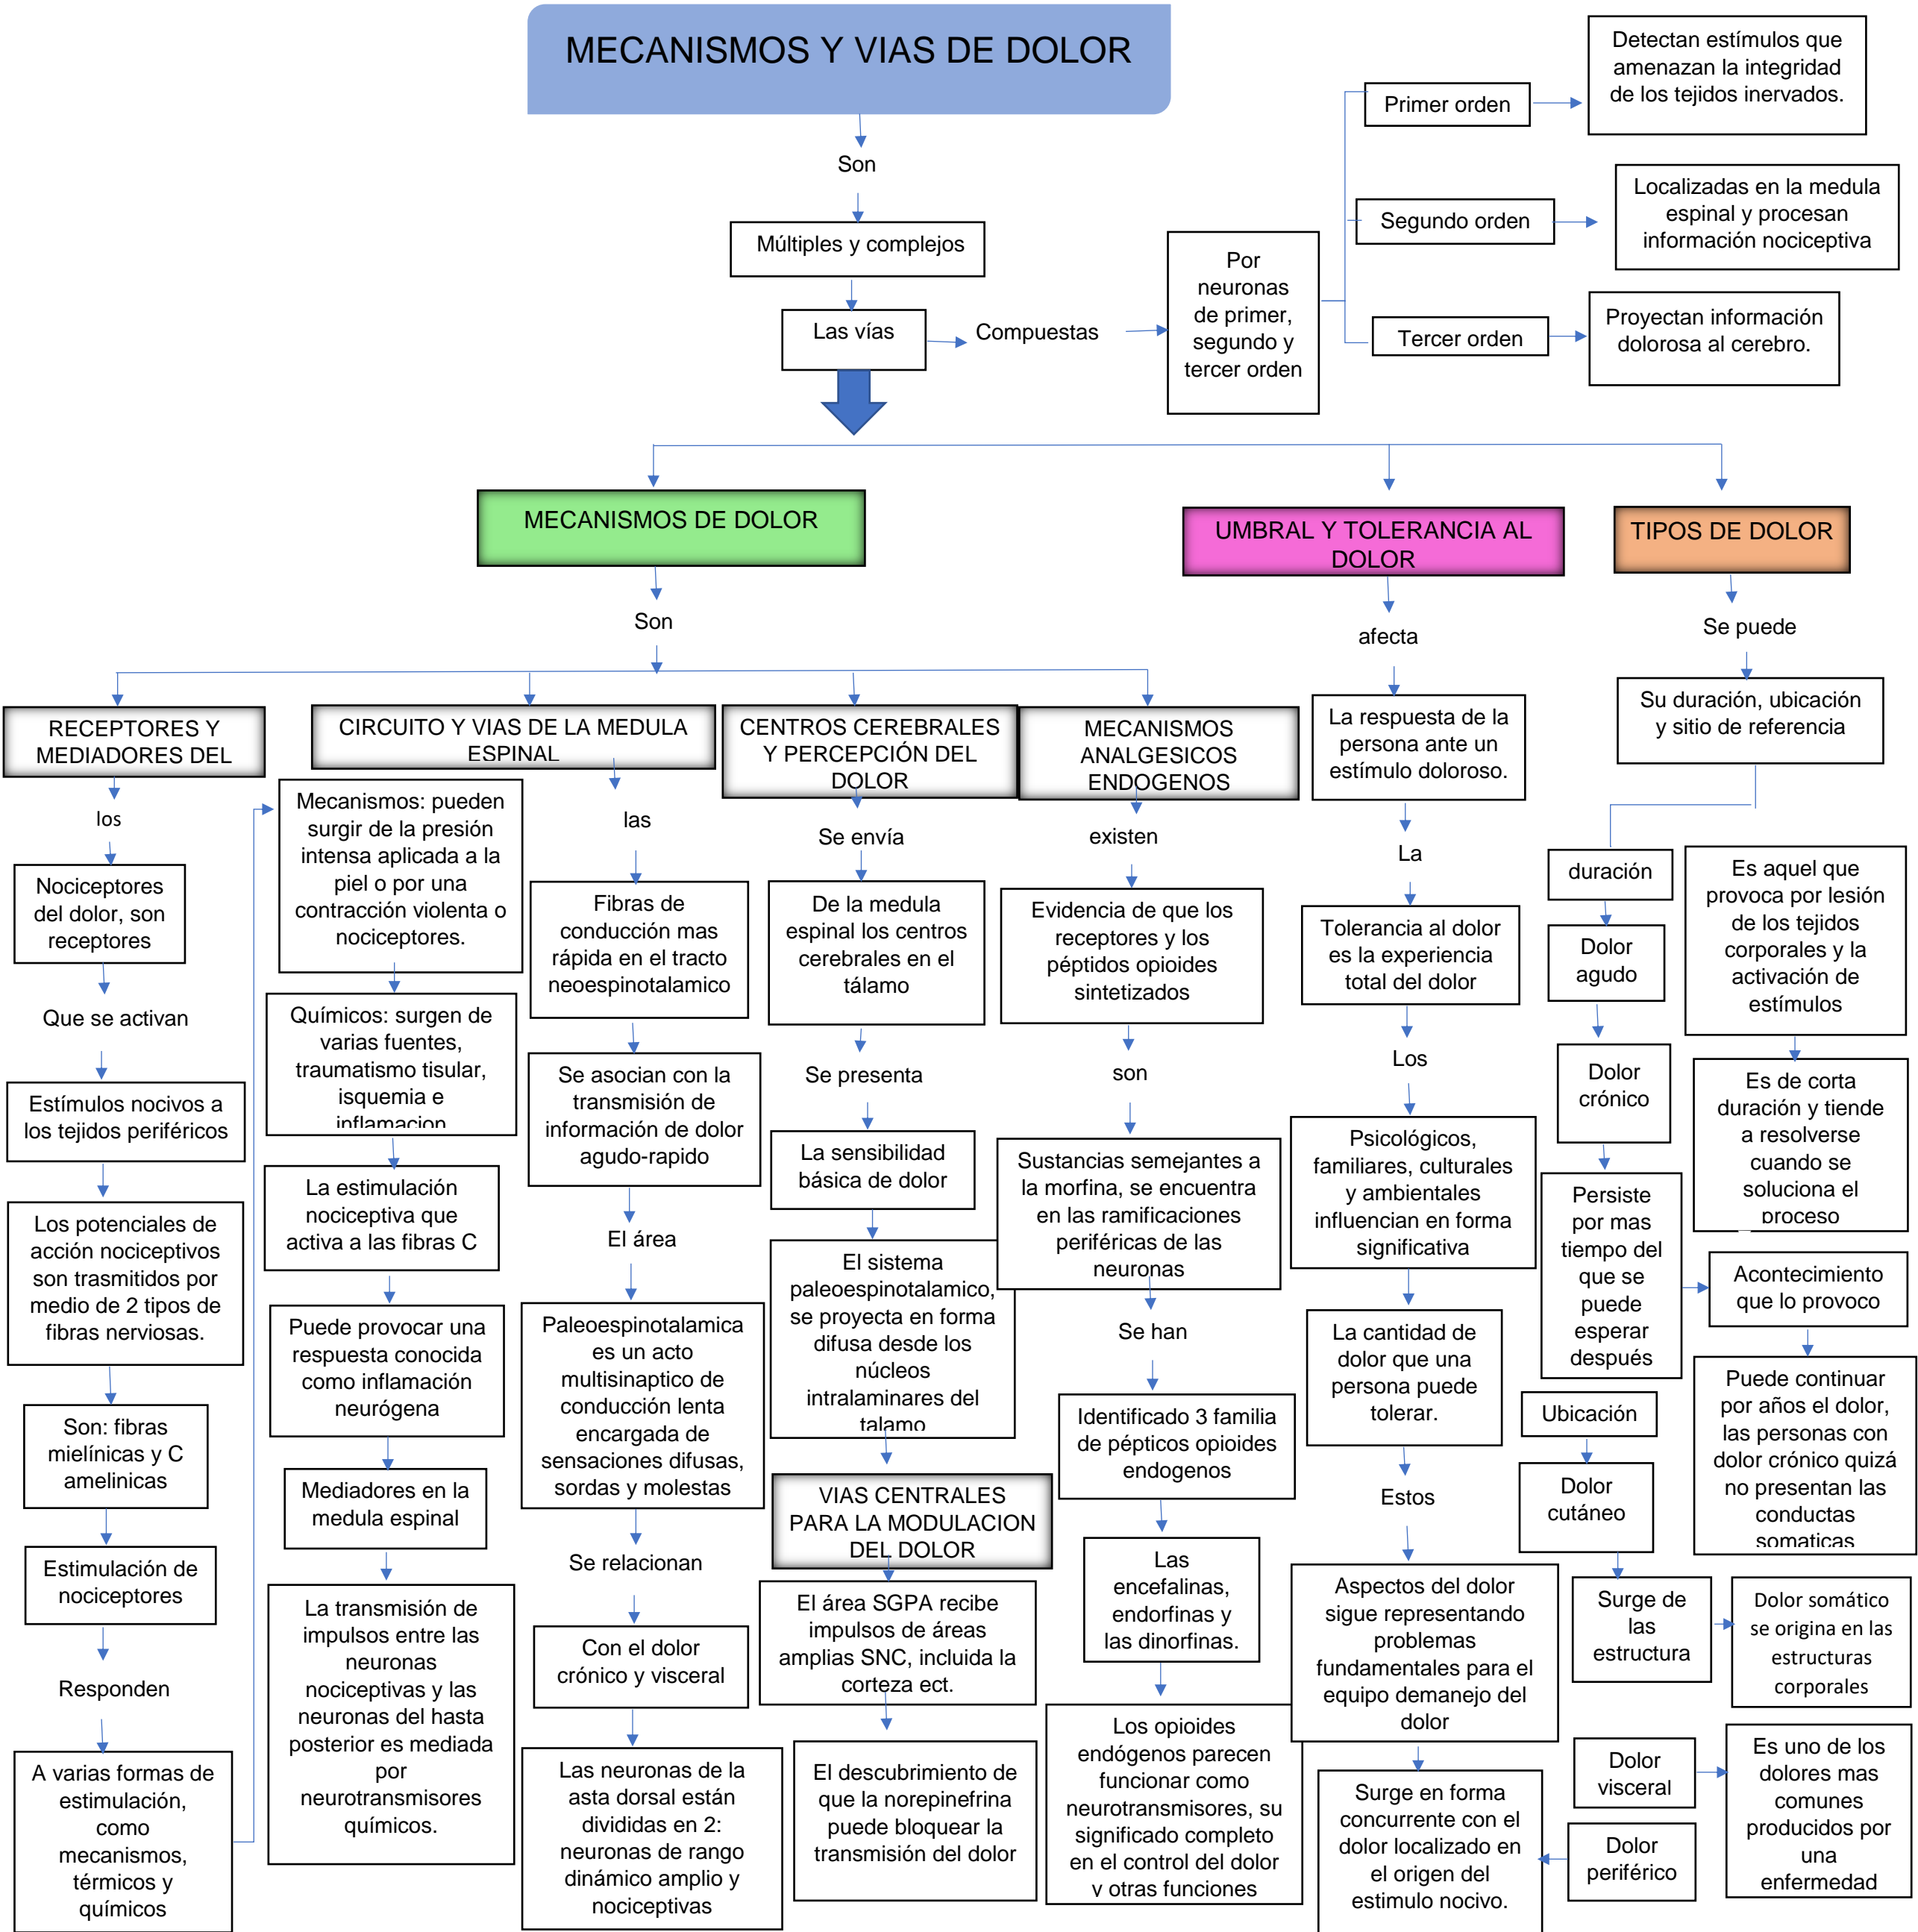 MECANISMOS Y VIAS DE DOLOR
Son
Múltiples y complejos
Las vías
Compuestas
Por
neuronas
de primer,
segundo y
tercer orden
Primer orden
Detectan estímulos que
amenazan la integridad
de los tejidos inervados.
Segundo orden
Localizadas en la medula
espinal y procesan
información nociceptiva
Tercer orden
Proyectan información
dolorosa al cerebro.
MECANISMOS DE DOLOR
Son
RECEPTORES Y
MEDIADORES DEL
los
Nociceptores
del dolor, son
receptores
Que se activan
Estímulos nocivos a
los tejidos periféricos
Los potenciales de
acción nociceptivos
son trasmitidos por
medio de 2 tipos de
fibras nerviosas.
Son: fibras
mielínicas y C
amelinicas
Estimulación de
nociceptores
Responden
A varias formas de
estimulación,
como
mecanismos,
térmicos y
químicos
Mecanismos: pueden
surgir de la presión
intensa aplicada a la
piel o por una
contracción violenta o
nociceptores.
Químicos: surgen de
varias fuentes,
traumatismo tisular,
isquemia e
inflamacion
La estimulación
nociceptiva que
activa a las fibras C
Puede provocar una
respuesta conocida
como inflamación
neurógena
Mediadores en la
medula espinal
La transmisión de
impulsos entre las
neuronas
nociceptivas y las
neuronas del hasta
posterior es mediada
por
neurotransmisores
químicos.
CIRCUITO Y VIAS DE LA MEDULA
ESPINAL
las
Fibras de
conducción mas
rápida en el tracto
neoespinotalamico
Se asocian con la
transmisión de
información de dolor
agudo-rapido
El área
Paleoespinotalamica
es un acto
multisinaptico de
conducción lenta
encargada de
sensaciones difusas,
sordas y molestas
Se relacionan
Con el dolor
crónico y visceral
Las neuronas de la
asta dorsal están
divididas en 2:
neuronas de rango
dinámico amplio y
nociceptivas
CENTROS CEREBRALES
Y PERCEPCIÓN DEL
DOLOR
Se envía
De la medula
espinal los centros
cerebrales en el
tálamo
Se presenta
La sensibilidad
básica de dolor
El sistema
paleoespinotalamico,
se proyecta en forma
difusa desde los
núcleos
intralaminares del
talamo
VIAS CENTRALES
PARA LA MODULACION
DEL DOLOR
El área SGPA recibe
impulsos de áreas
amplias SNC, incluida la
corteza ect.
El descubrimiento de
que la norepinefrina
puede bloquear la
transmisión del dolor
MECANISMOS
ANALGESICOS
ENDOGENOS
existen
Evidencia de que los
receptores y los
péptidos opioides
sintetizados
son
Sustancias semejantes a
la morfina, se encuentra
en las ramificaciones
periféricas de las
neuronas
Se han
Identificado 3 familia
de pépticos opioides
endogenos
Las
encefalinas,
endorfinas y
las dinorfinas.
Los opioides
endógenos parecen
funcionar como
neurotransmisores, su
significado completo
en el control del dolor
y otras funciones
UMBRAL Y TOLERANCIA AL
DOLOR
afecta
La respuesta de la
persona ante un
estímulo doloroso.
La
Tolerancia al dolor
es la experiencia
total del dolor
Los
Psicológicos,
familiares, culturales
y ambientales
influencian en forma
significativa
La cantidad de
dolor que una
persona puede
tolerar.
Estos
Aspectos del dolor
sigue representando
problemas
fundamentales para el
equipo demanejo del
dolor
Surge en forma
concurrente con el
dolor localizado en
el origen del
estimulo nocivo.
TIPOS DE DOLOR
Se puede
Su duración, ubicación
y sitio de referencia
duración
Dolor
agudo
Dolor
crónico
Persiste
por mas
tiempo del
que se
puede
esperar
después
Es aquel que
provoca por lesión
de los tejidos
corporales y la
activación de
estímulos
Es de corta
duración y tiende
a resolverse
cuando se
soluciona el
proceso
Acontecimiento
que lo provoco
Puede continuar
por años el dolor,
las personas con
dolor crónico quizá
no presentan las
conductas
somaticas
Ubicación
Dolor
cutáneo
Surge de
las
estructura
Dolor somático
se origina en las
estructuras
corporales
Dolor
visceral
Es uno de los
dolores mas
comunes
producidos por
una
enfermedad
Dolor
periférico